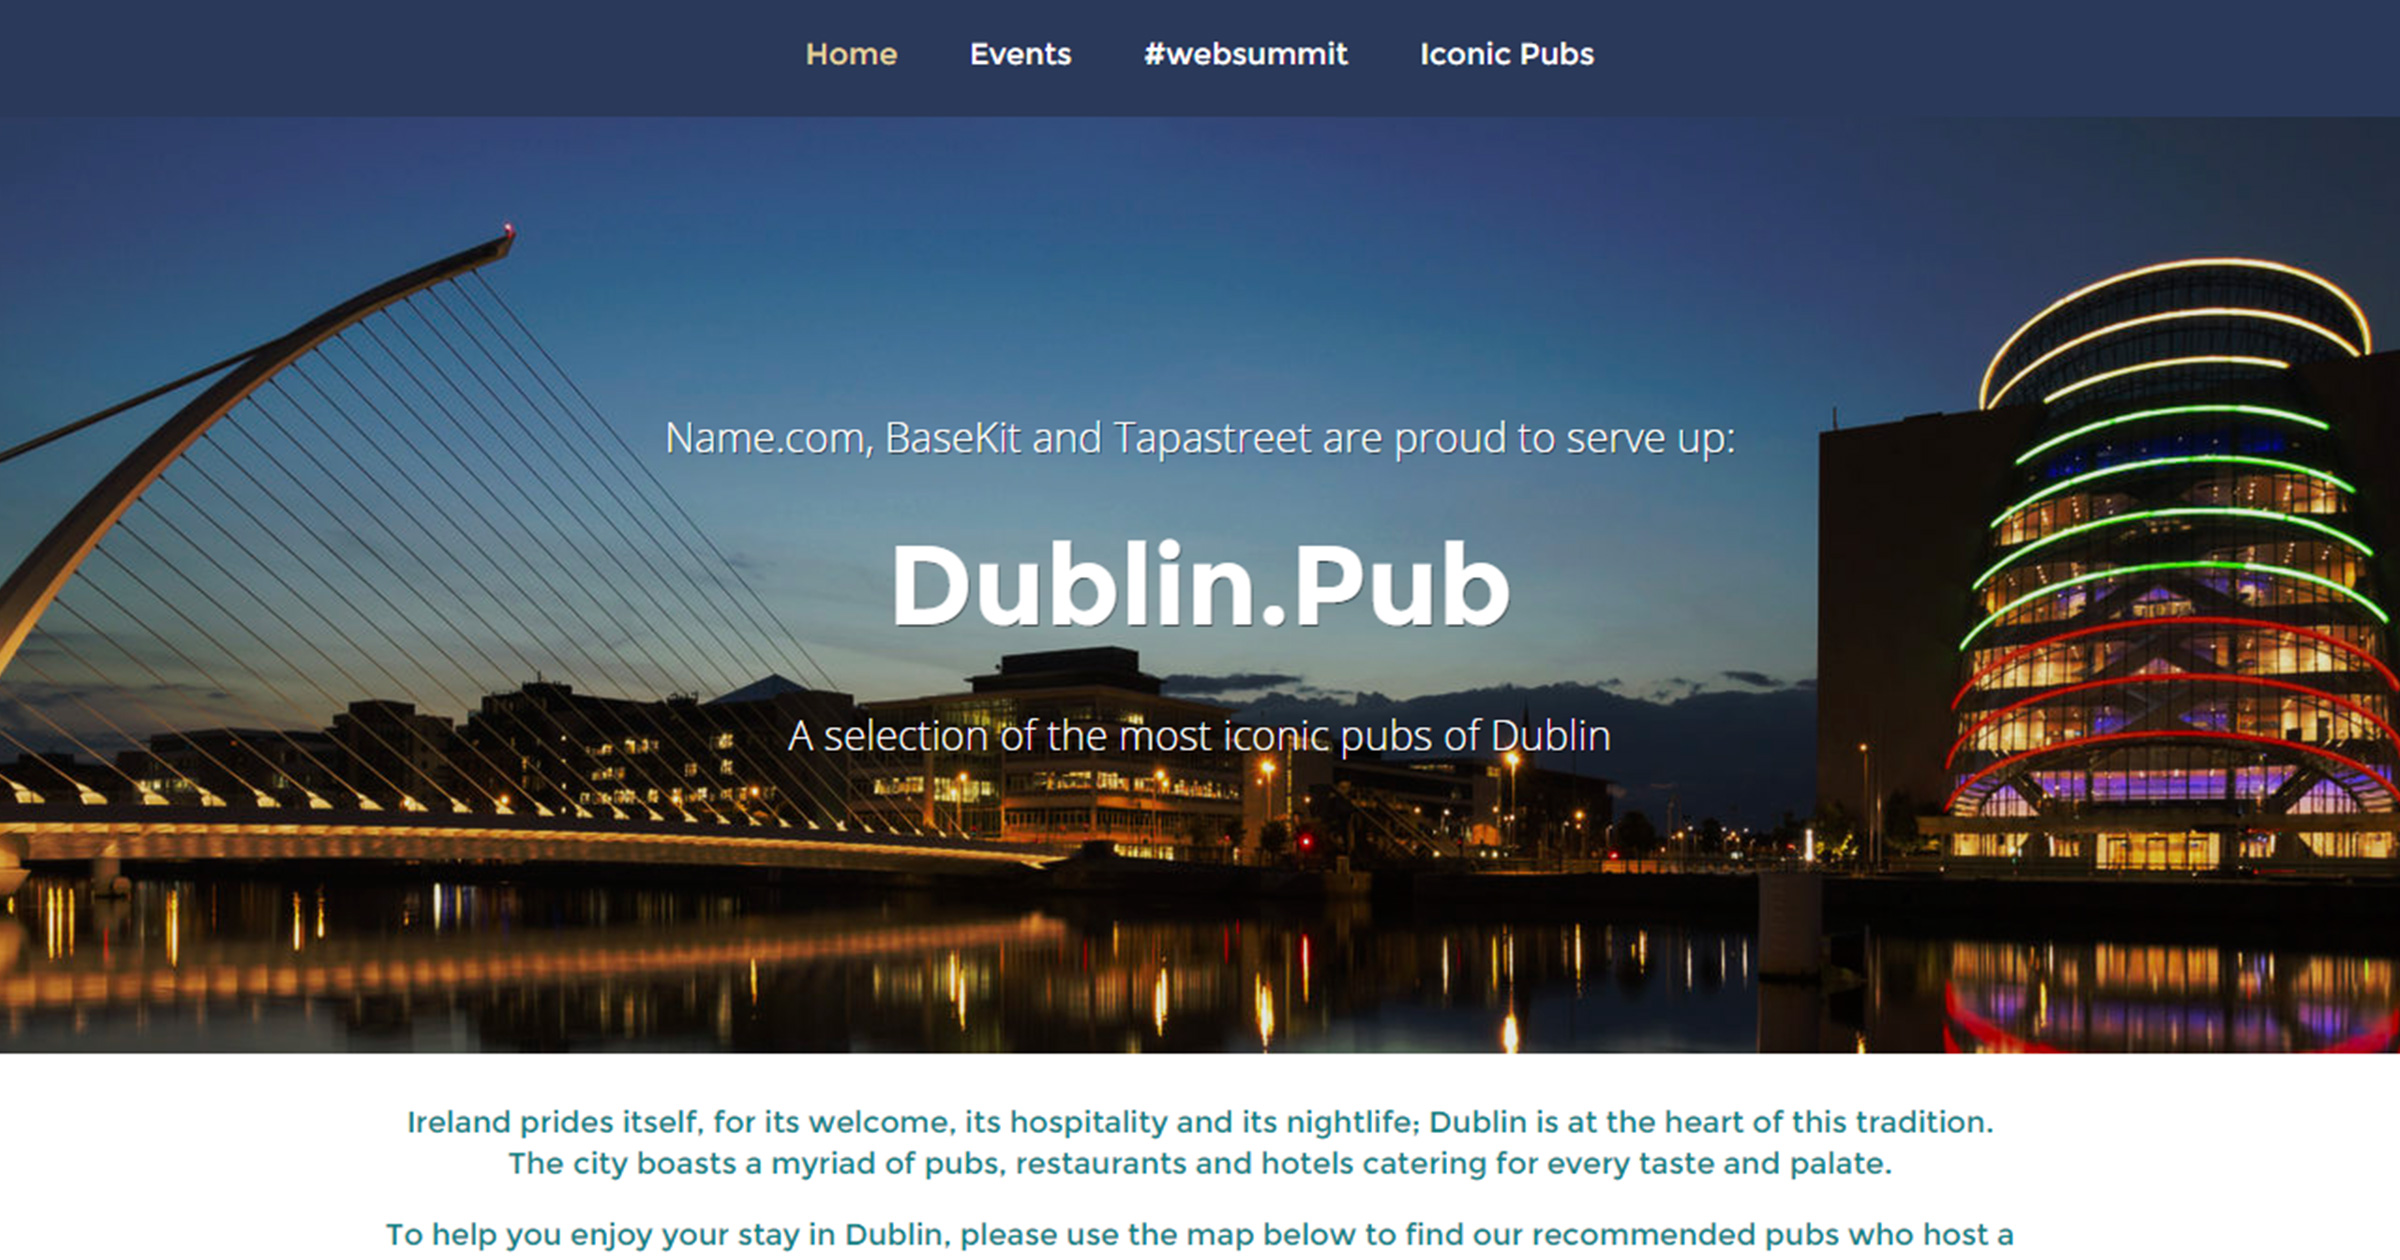 Home Events #websummit Iconic Pubs
Name.com, BaseKit and Tapastreet are proud to serve up:
Dublin.Pub
A selection of the most iconic pubs of Dublin
Ireland prides itself, for its welcome, its hospitality and its nightlife; Dublin is at the heart of this tradition.
The city boasts a myriad of pubs, restaurants and hotels catering for every taste and palate.
To help you enjoy your stay in Dublin, please use the map below to find our recommended pubs who host a